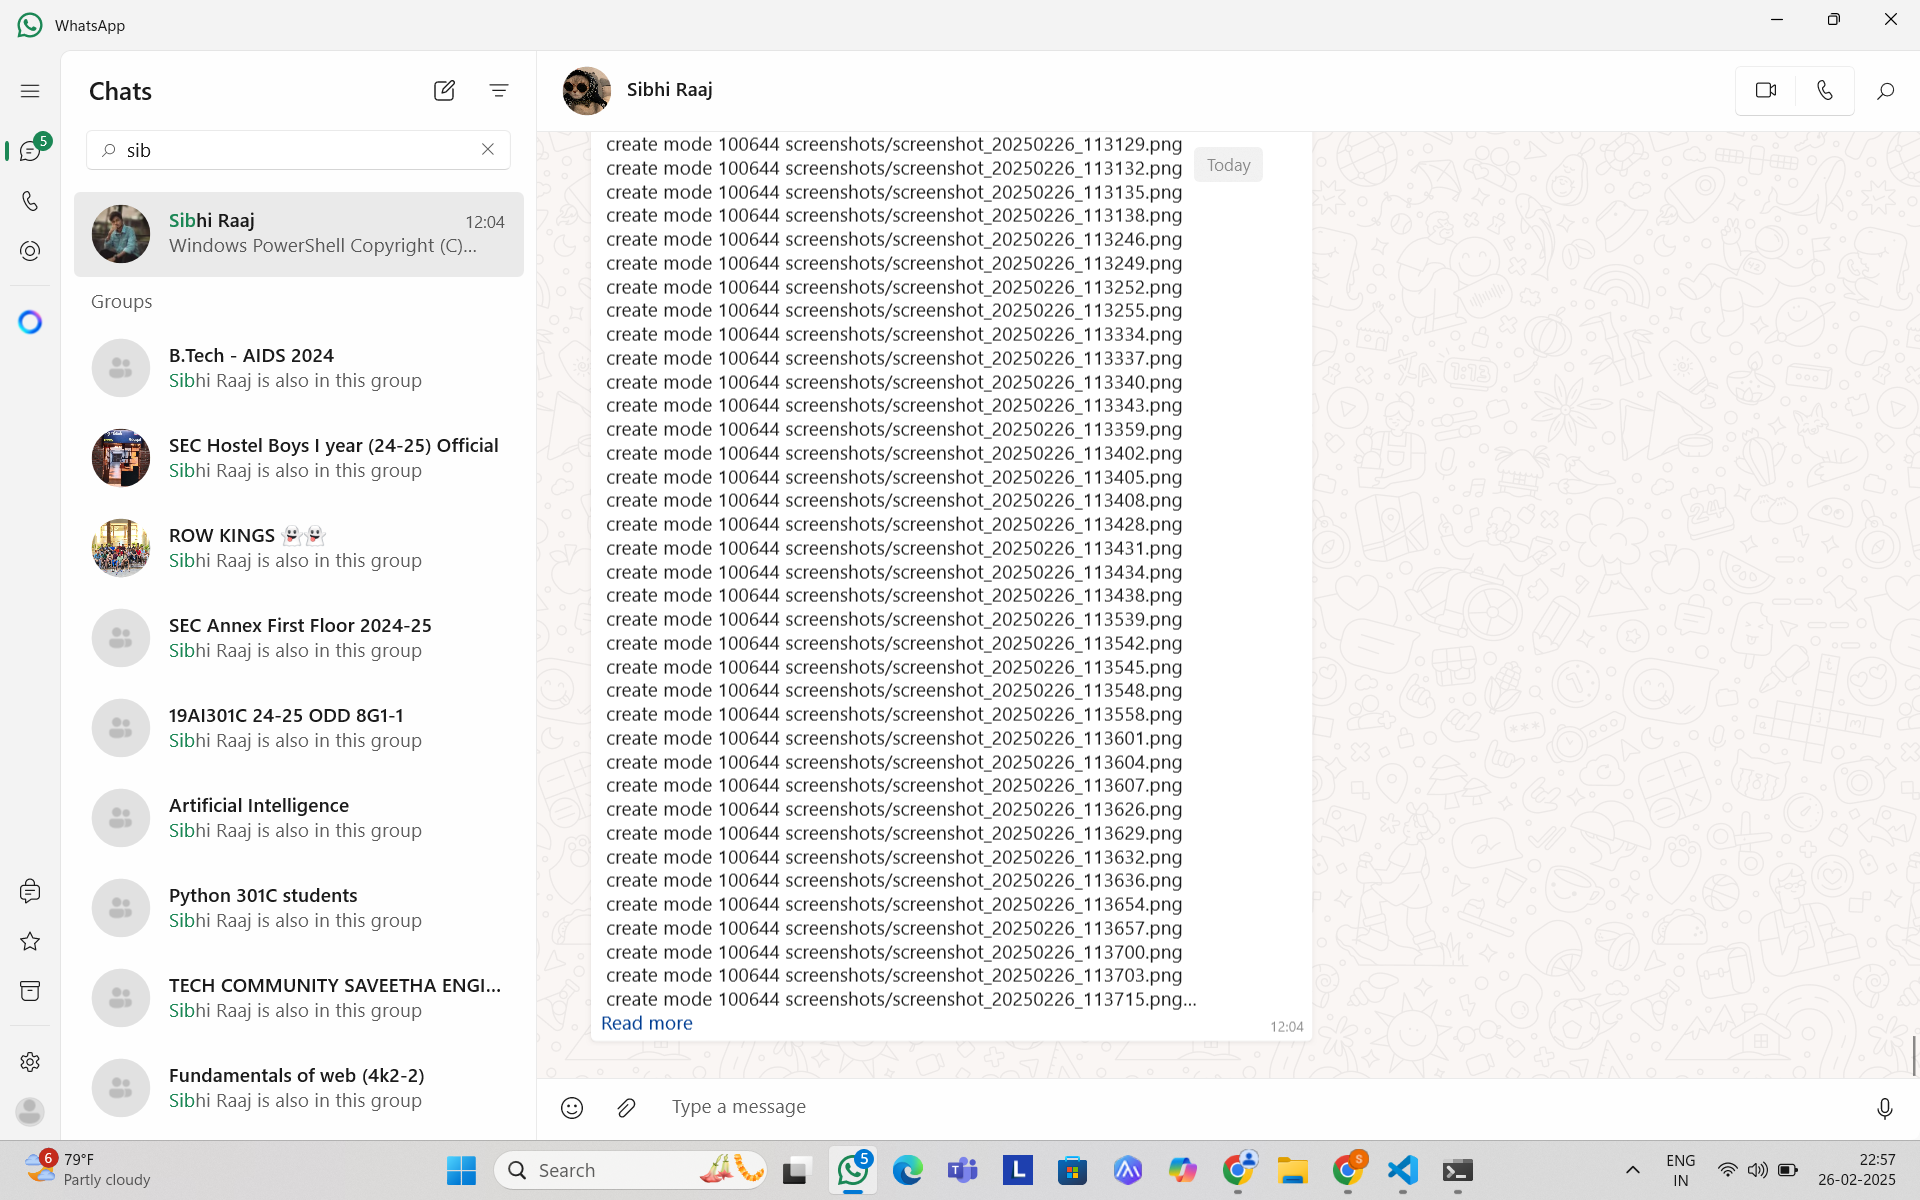 WhatsApp
5
Chats
sib
Sibhi Raaj
12:04
Windows PowerShell Copyright (C)...
Groups
B.Tech - AIDS 2024
Sibhi Raaj is also in this group
SEC Hostel Boys I year (24-25) Official
Sibhi Raaj is also in this group
ROW KINGS 👻👻
Sibhi Raaj is also in this group
SEC Annex First Floor 2024-25
Sibhi Raaj is also in this group
19AI301C 24-25 ODD 8G1-1
Sibhi Raaj is also in this group
Artificial Intelligence
Sibhi Raaj is also in this group
Python 301C students
Sibhi Raaj is also in this group
TECH COMMUNITY SAVEETHA ENGI...
Sibhi Raaj is also in this group
Fundamentals of web (4k2-2)
Sibhi Raaj is also in this group
Sibhi Raaj
Today
create mode 100644 screenshots/screenshot_20250226_113129.png
create mode 100644 screenshots/screenshot_20250226_113132.png
create mode 100644 screenshots/screenshot_20250226_113135.png
create mode 100644 screenshots/screenshot_20250226_113138.png
create mode 100644 screenshots/screenshot_20250226_113246.png
create mode 100644 screenshots/screenshot_20250226_113249.png
create mode 100644 screenshots/screenshot_20250226_113252.png
create mode 100644 screenshots/screenshot_20250226_113255.png
create mode 100644 screenshots/screenshot_20250226_113334.png
create mode 100644 screenshots/screenshot_20250226_113337.png
create mode 100644 screenshots/screenshot_20250226_113340.png
create mode 100644 screenshots/screenshot_20250226_113343.png
create mode 100644 screenshots/screenshot_20250226_113359.png
create mode 100644 screenshots/screenshot_20250226_113402.png
create mode 100644 screenshots/screenshot_20250226_113405.png
create mode 100644 screenshots/screenshot_20250226_113408.png
create mode 100644 screenshots/screenshot_20250226_113428.png
create mode 100644 screenshots/screenshot_20250226_113431.png
create mode 100644 screenshots/screenshot_20250226_113434.png
create mode 100644 screenshots/screenshot_20250226_113438.png
create mode 100644 screenshots/screenshot_20250226_113539.png
create mode 100644 screenshots/screenshot_20250226_113542.png
create mode 100644 screenshots/screenshot_20250226_113545.png
create mode 100644 screenshots/screenshot_20250226_113548.png
create mode 100644 screenshots/screenshot_20250226_113558.png
create mode 100644 screenshots/screenshot_20250226_113601.png
create mode 100644 screenshots/screenshot_20250226_113604.png
create mode 100644 screenshots/screenshot_20250226_113607.png
create mode 100644 screenshots/screenshot_20250226_113626.png
create mode 100644 screenshots/screenshot_20250226_113629.png
create mode 100644 screenshots/screenshot_20250226_113632.png
create mode 100644 screenshots/screenshot_20250226_113636.png
create mode 100644 screenshots/screenshot_20250226_113654.png
create mode 100644 screenshots/screenshot_20250226_113657.png
create mode 100644 screenshots/screenshot_20250226_113700.png
create mode 100644 screenshots/screenshot_20250226_113703.png
create mode 100644 screenshots/screenshot_20250226_113715.png...
Read more
12:04
Type a message
6
79°F
Partly cloudy
Search
5
L
S
ENG
IN
22:57
26-02-2025